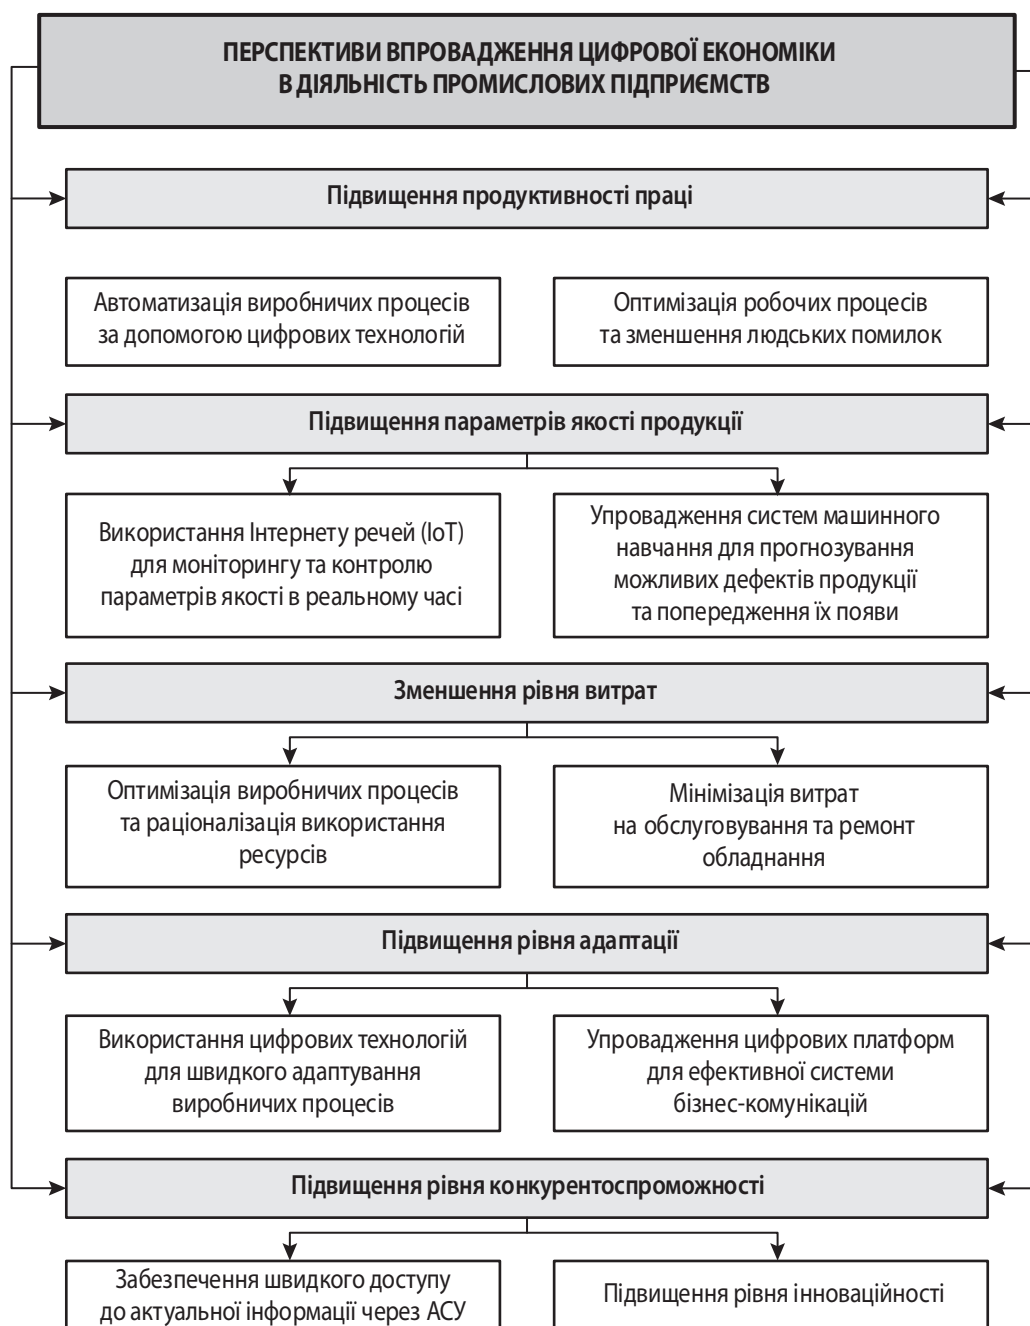 ПЕРСПЕКТИВИ ВПРОВАДЖЕННЯ ЦИФРОВОЇ ЕКОНОМІКИ
В ДІЯЛЬНІСТЬ ПРОМИСЛОВИХ ПІДПРИЄМСТВ
Підвищення продуктивності праці
Автоматизація виробничих процесів
за допомогою цифрових технологій
Оптимізація робочих процесів
та зменшення людських помилок
Підвищення параметрів якості продукції
Використання Інтернету речей (IoT)
для моніторингу та контролю
параметрів якості в реальному часі
Упровадження систем машинного
навчання для прогнозування
можливих дефектів продукції
та попередження їх появи
Зменшення рівня витрат
Оптимізація виробничих процесів
та раціоналізація використання
ресурсів
Мінімізація витрат
на обслуговування та ремонт
обладнання
Підвищення рівня адаптації
Використання цифрових технологій
для швидкого адаптування
виробничих процесів
Упровадження цифрових платформ
для ефективної системи
бізнес-комунікацій
Підвищення рівня конкурентоспроможності
Забезпечення швидкого доступу
до актуальної інформації через АСУ
Підвищення рівня інноваційності